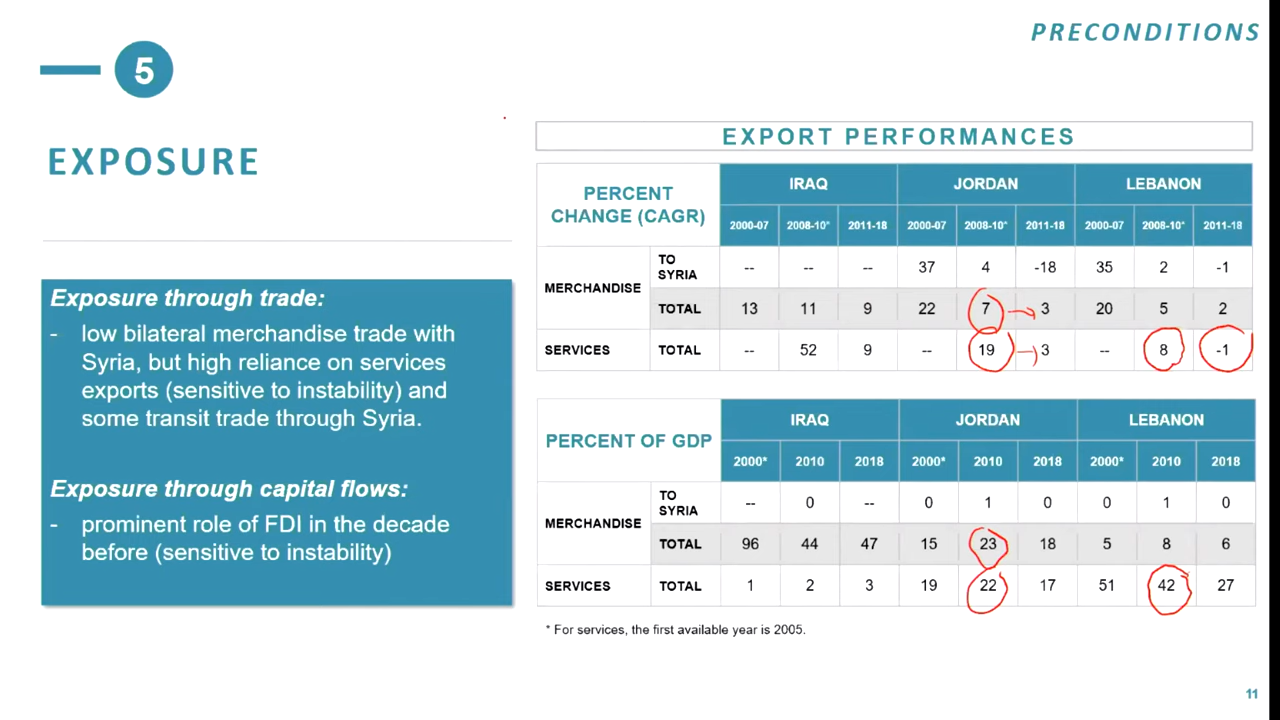 PRECONDITIONS
5
EXPOSURE
Exposure through trade:
- low bilateral merchandise trade with
Syria, but high reliance on services
exports (sensitive to instability) and
some transit trade through Syria.
Exposure through capital flows:
- prominent role of FDI in the decade
before (sensitive to instability)
EXPORT PERFORMANCES
PERCENT
CHANGE (CAGR)
IRAQ JORDAN LEBANON
2000-07 2008-10* 2011-18 2000-07 2008-10* 2011-18 2000-07 2008-10* 2011-18
MERCHANDISE
TO
SYRIA
-- -- -- 37 4 -18 35 2 -1
TOTAL 13 11 9 22 7 3 20 5 2
SERVICES TOTAL -- 52 9 -- 19 3 -- 8 -1
PERCENT OF GDP
IRAQ JORDAN LEBANON
2000* 2010 2018 2000* 2010 2018 2000* 2010 2018
MERCHANDISE
TO
SYRIA
-- 0 -- 0 1 0 0 1 0
TOTAL 96 44 47 15 23 18 5 8 6
SERVICES TOTAL 1 2 3 19 22 17 51 42 27
* For services, the first available year is 2005.
11